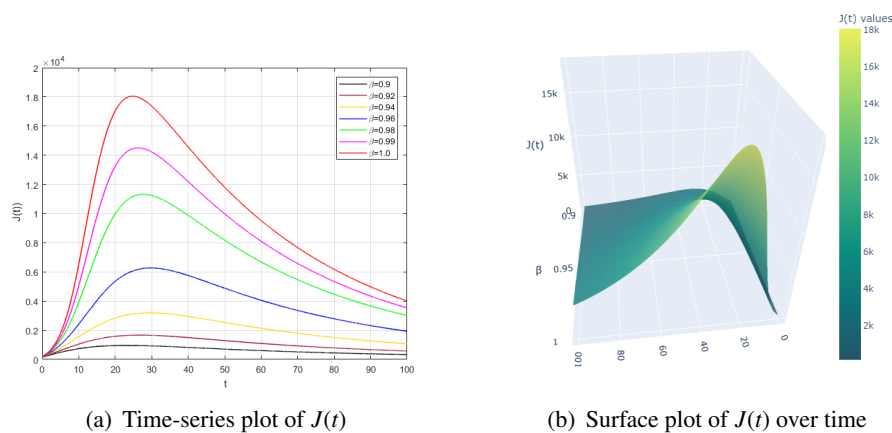 ×10⁴
2
1.8
1.6
1.4
1.2
1
0.8
0.6
0.4
0.2
0
J(t))
0 10 20 30 40 50 60 70 80 90 100
t
β=0.9
β=0.92
β=0.94
β=0.96
β=0.98
β=0.99
β=1.0
(a) Time-series plot of J(t)
J(t) values
18k
16k
14k
12k
10k
8k
6k
4k
2k
15k
10k
5k
0
J(t)
0.9
0.95
1
β
100 80 60 40 20 0
(b) Surface plot of J(t) over time